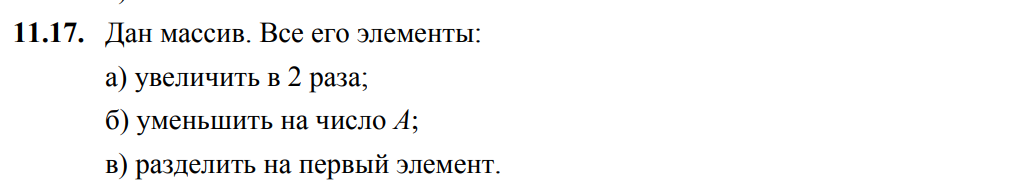 11.17. Дан массив. Все его элементы:
а) увеличить в 2 раза;
б) уменьшить на число А;
в) разделить на первый элемент.